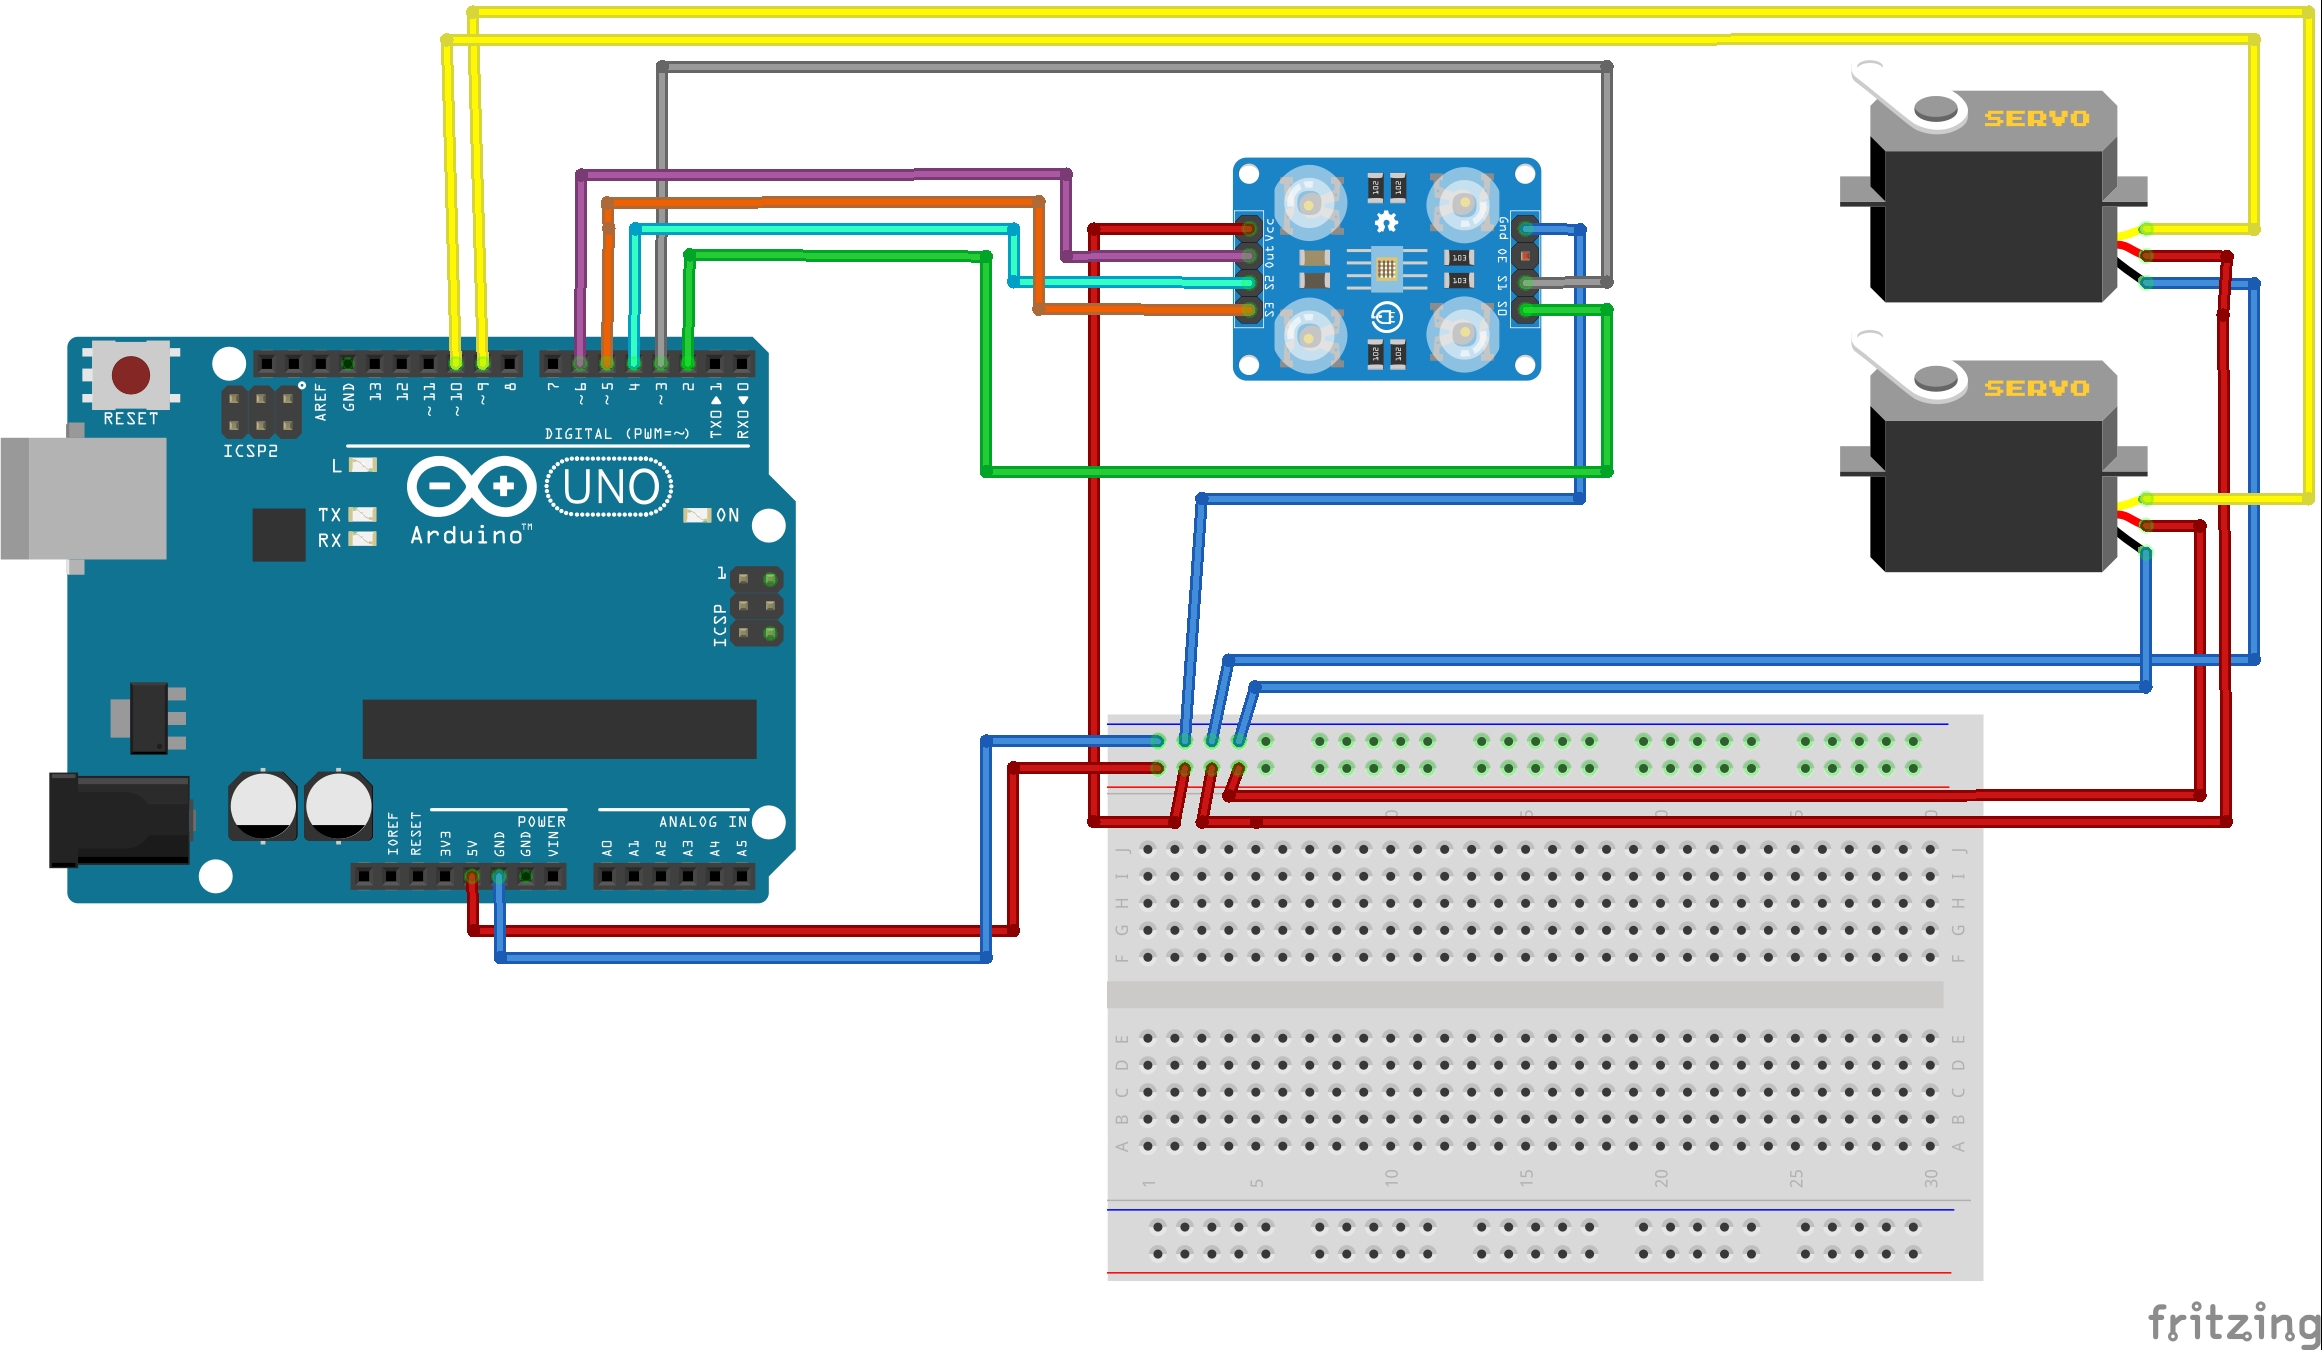 SERVO
Vcc
Out
S2
S3
Gnd
OE
S1
S0
102
102
103
103
102
102
SERVO
RESET
ICSP2
AREF
GND
13
12
~11
~10
~9
8
7
~6
~5
4
~3
2
TX0▶1
RX0◀0
DIGITAL (PWM=~)
L
TX
RX
UNO
Arduino™
ON
1
ICSP
IOREF
RESET
3V3
5V
GND
GND
VIN
POWER
A0
A1
A2
A3
A4
A5
ANALOG IN
J J
I I
H H
G G
F F
E E
D D
C C
B B
A A
1 5 10 15 20 25 30
fritzing